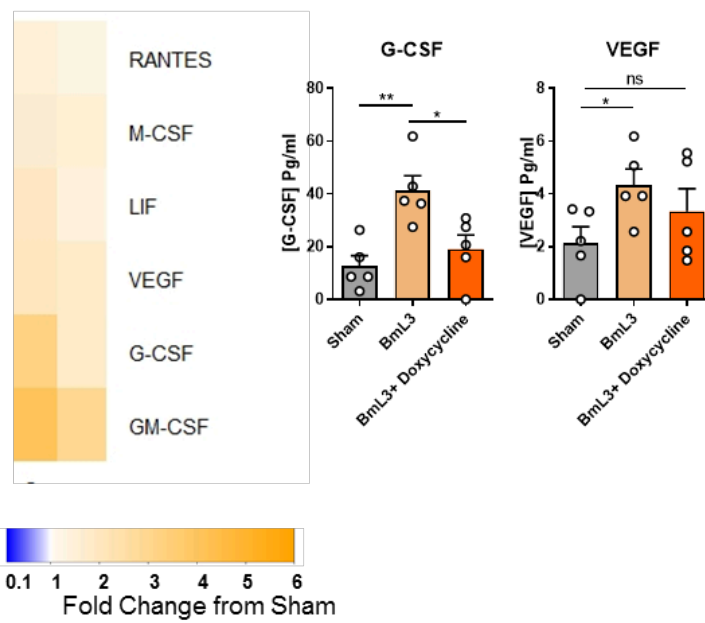 RANTES
M-CSF
LIF
VEGF
G-CSF
GM-CSF
0.1 1 2 3 4 5 6
Fold Change from Sham
G-CSF
[G-CSF] Pg/ml
80
60
40
20
0
**
*
Sham
BmL3
BmL3+ Doxycycline
VEGF
[VEGF] Pg/ml
8
6
4
2
0
ns
*
Sham
BmL3
BmL3+ Doxycycline